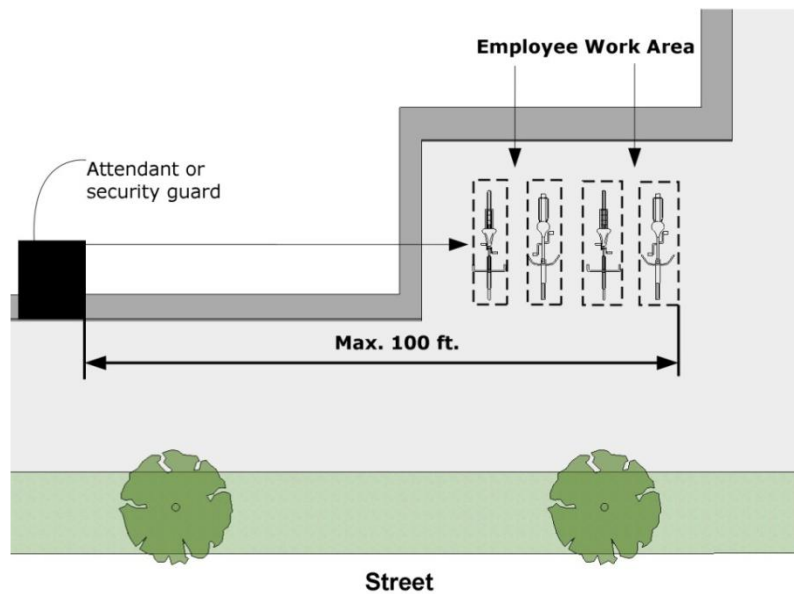 Employee Work Area
Attendant or
security guard
Max. 100 ft.
Street